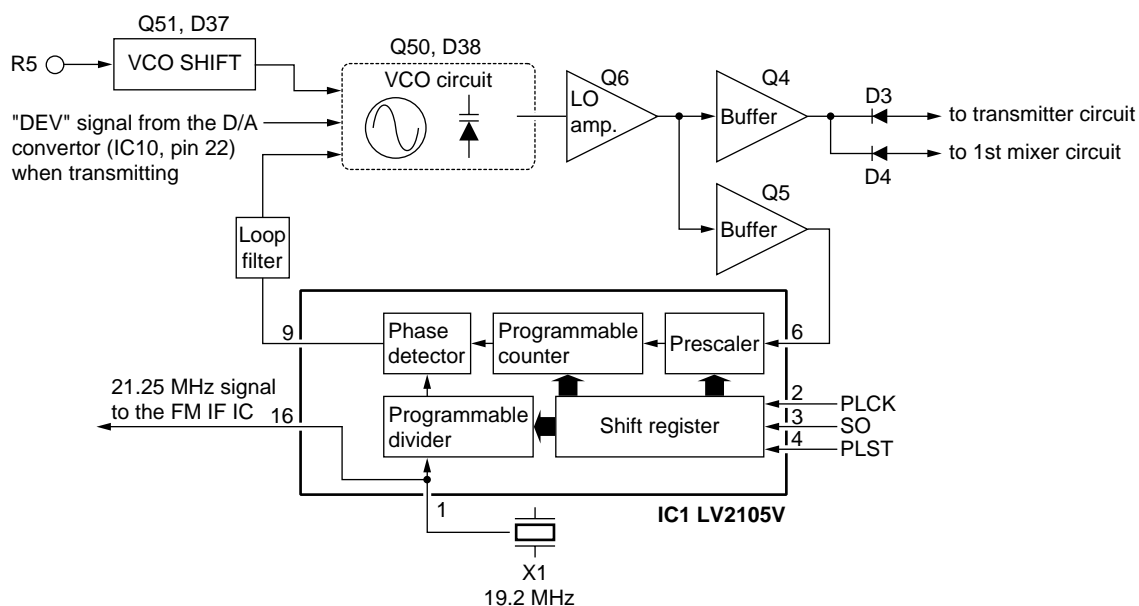 Q51, D37
R5
VCO SHIFT
Q50, D38
VCO circuit
"DEV" signal from the D/A
convertor (IC10, pin 22)
when transmitting
Q6
LO
amp.
Q4
Buffer
D3
to transmitter circuit
to 1st mixer circuit
D4
Q5
Buffer
Loop
filter
9
Phase
detector
Programmable
counter
Prescaler
6
21.25 MHz signal
to the FM IF IC
16
Programmable
divider
Shift register
2
PLCK
3
SO
4
PLST
1
IC1 LV2105V
X1
19.2 MHz